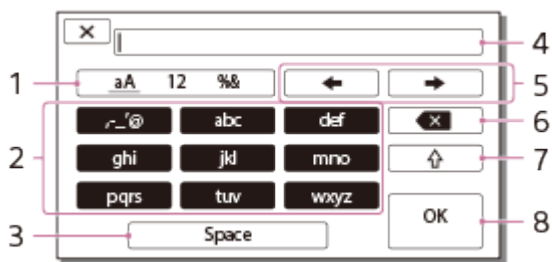 4
1 aA 12 %& 5
,-_'@ abc def 6
2 ghi jkl mno 7
pqrs tuv wxyz
OK 8
3 Space